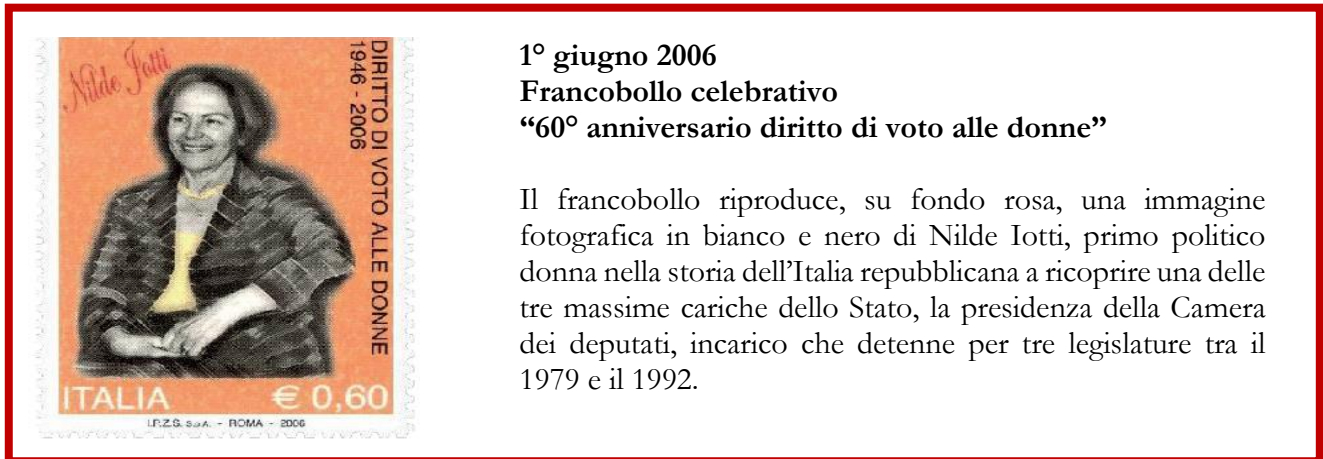 Nilde Iotti
DIRITTO DI VOTO ALLE DONNE
1946 - 2006
ITALIA € 0,60
I.P.Z.S. S.p.A. - ROMA - 2006
1° giugno 2006
Francobollo celebrativo
“60° anniversario diritto di voto alle donne”
Il francobollo riproduce, su fondo rosa, una immagine
fotografica in bianco e nero di Nilde Iotti, primo politico
donna nella storia dell’Italia repubblicana a ricoprire una delle
tre massime cariche dello Stato, la presidenza della Camera
dei deputati, incarico che detenne per tre legislature tra il
1979 e il 1992.